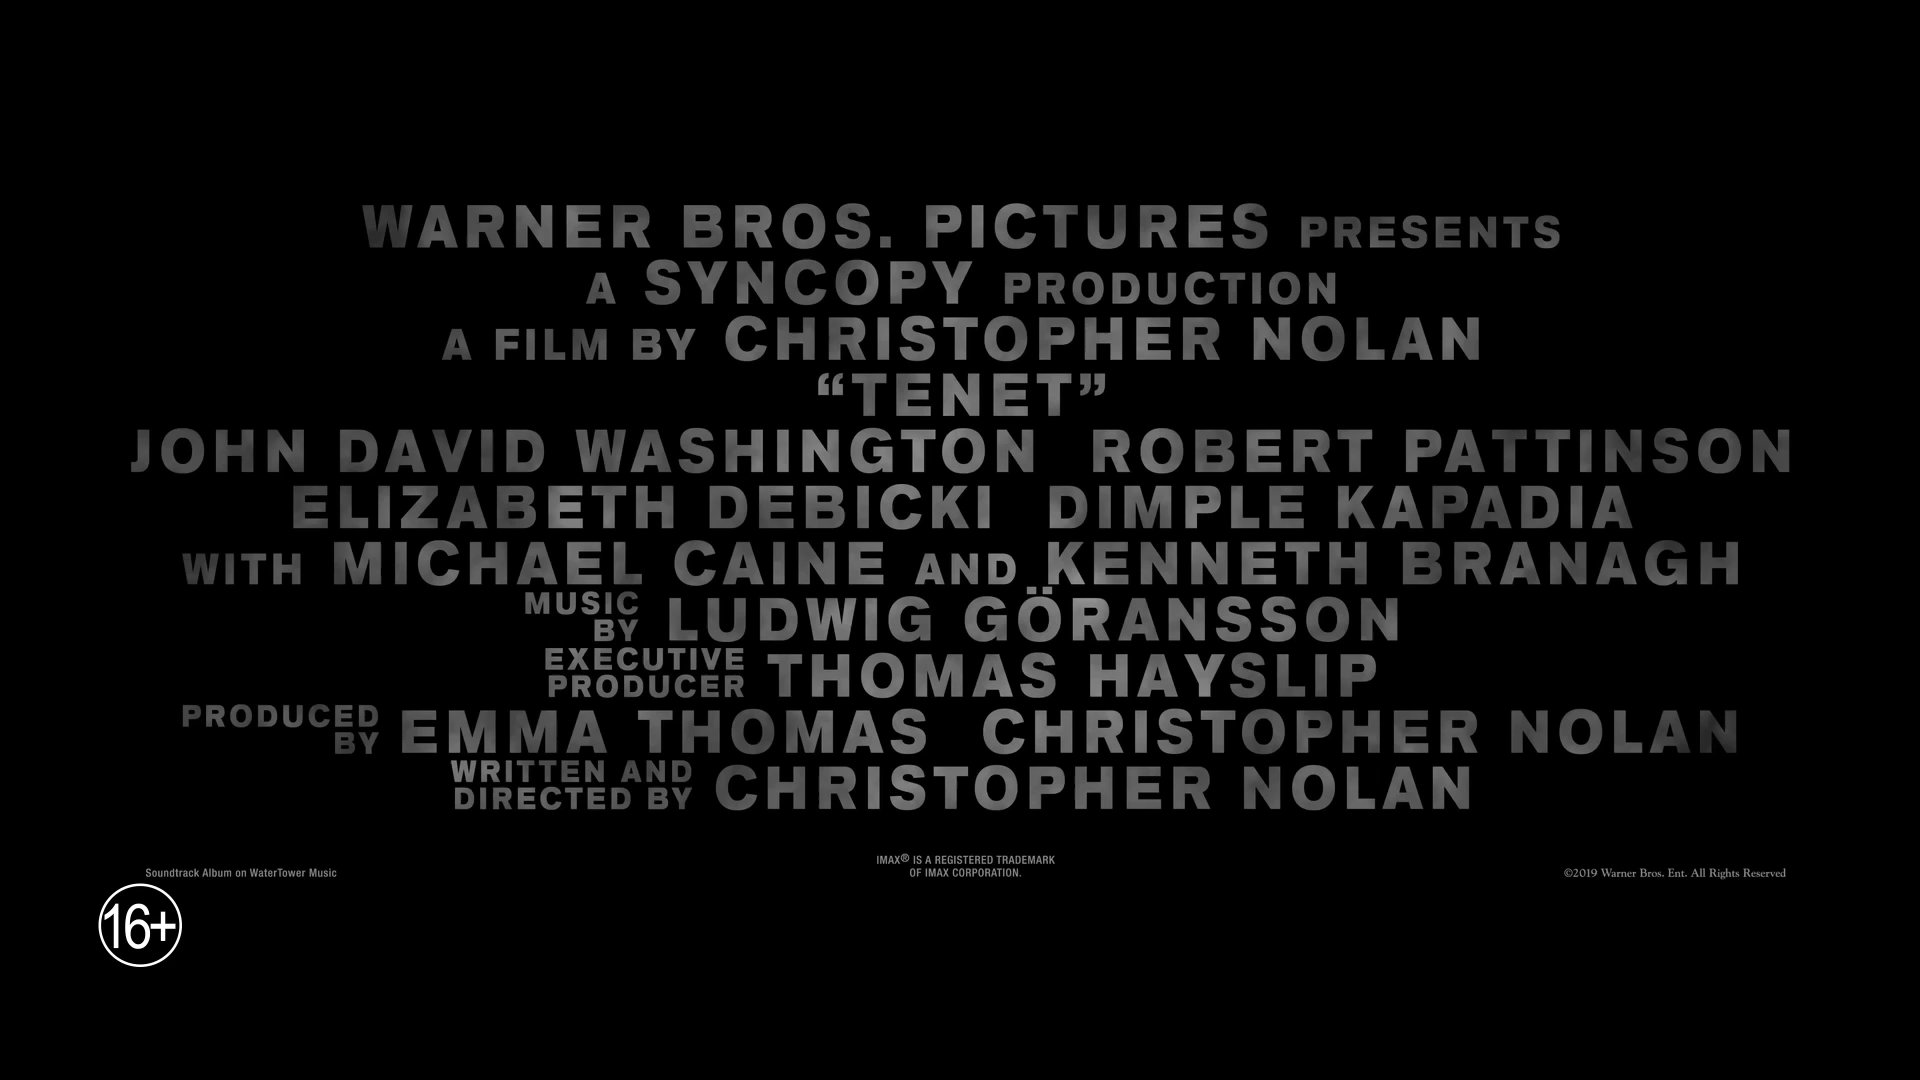 WARNER BROS. PICTURES PRESENTS
A SYNCOPY PRODUCTION
A FILM BY CHRISTOPHER NOLAN
“TENET”
JOHN DAVID WASHINGTON ROBERT PATTINSON
ELIZABETH DEBICKI DIMPLE KAPADIA
WITH MICHAEL CAINE AND KENNETH BRANAGH
MUSIC BY LUDWIG GÖRANSSON
EXECUTIVE PRODUCER THOMAS HAYSLIP
PRODUCED BY EMMA THOMAS CHRISTOPHER NOLAN
WRITTEN AND DIRECTED BY CHRISTOPHER NOLAN
Soundtrack Album on WaterTower Music
IMAX® IS A REGISTERED TRADEMARK
OF IMAX CORPORATION.
©2019 Warner Bros. Ent. All Rights Reserved
16+